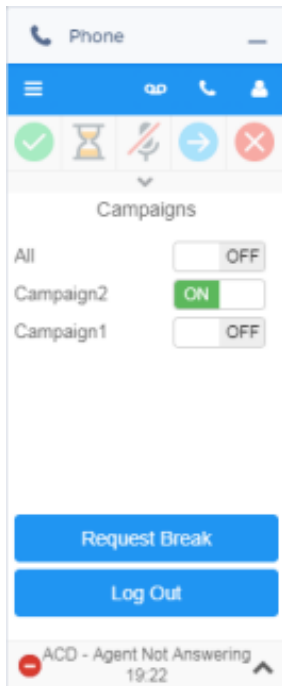 Phone
Campaigns
All OFF
Campaign2 ON
Campaign1 OFF
Request Break
Log Out
ACD - Agent Not Answering
19:22